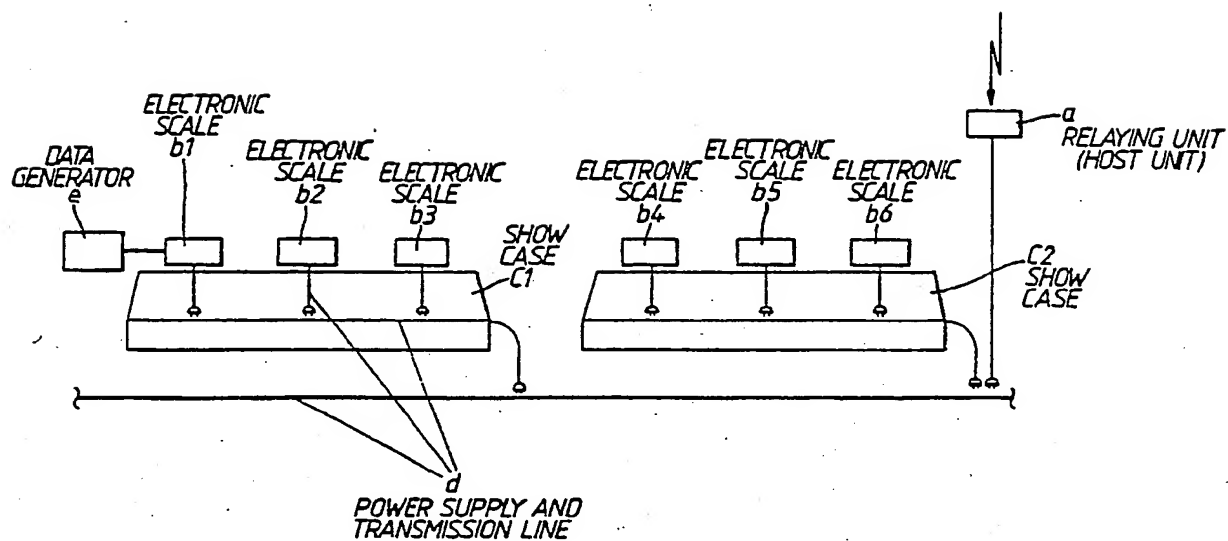 DATA
GENERATOR
e
ELECTRONIC
SCALE
b1
ELECTRONIC
SCALE
b2
ELECTRONIC
SCALE
b3
SHOW
CASE
C1
ELECTRONIC
SCALE
b4
ELECTRONIC
SCALE
b5
ELECTRONIC
SCALE
b6
a
RELAYING UNIT
(HOST UNIT)
C2
SHOW
CASE
d
POWER SUPPLY AND
TRANSMISSION LINE